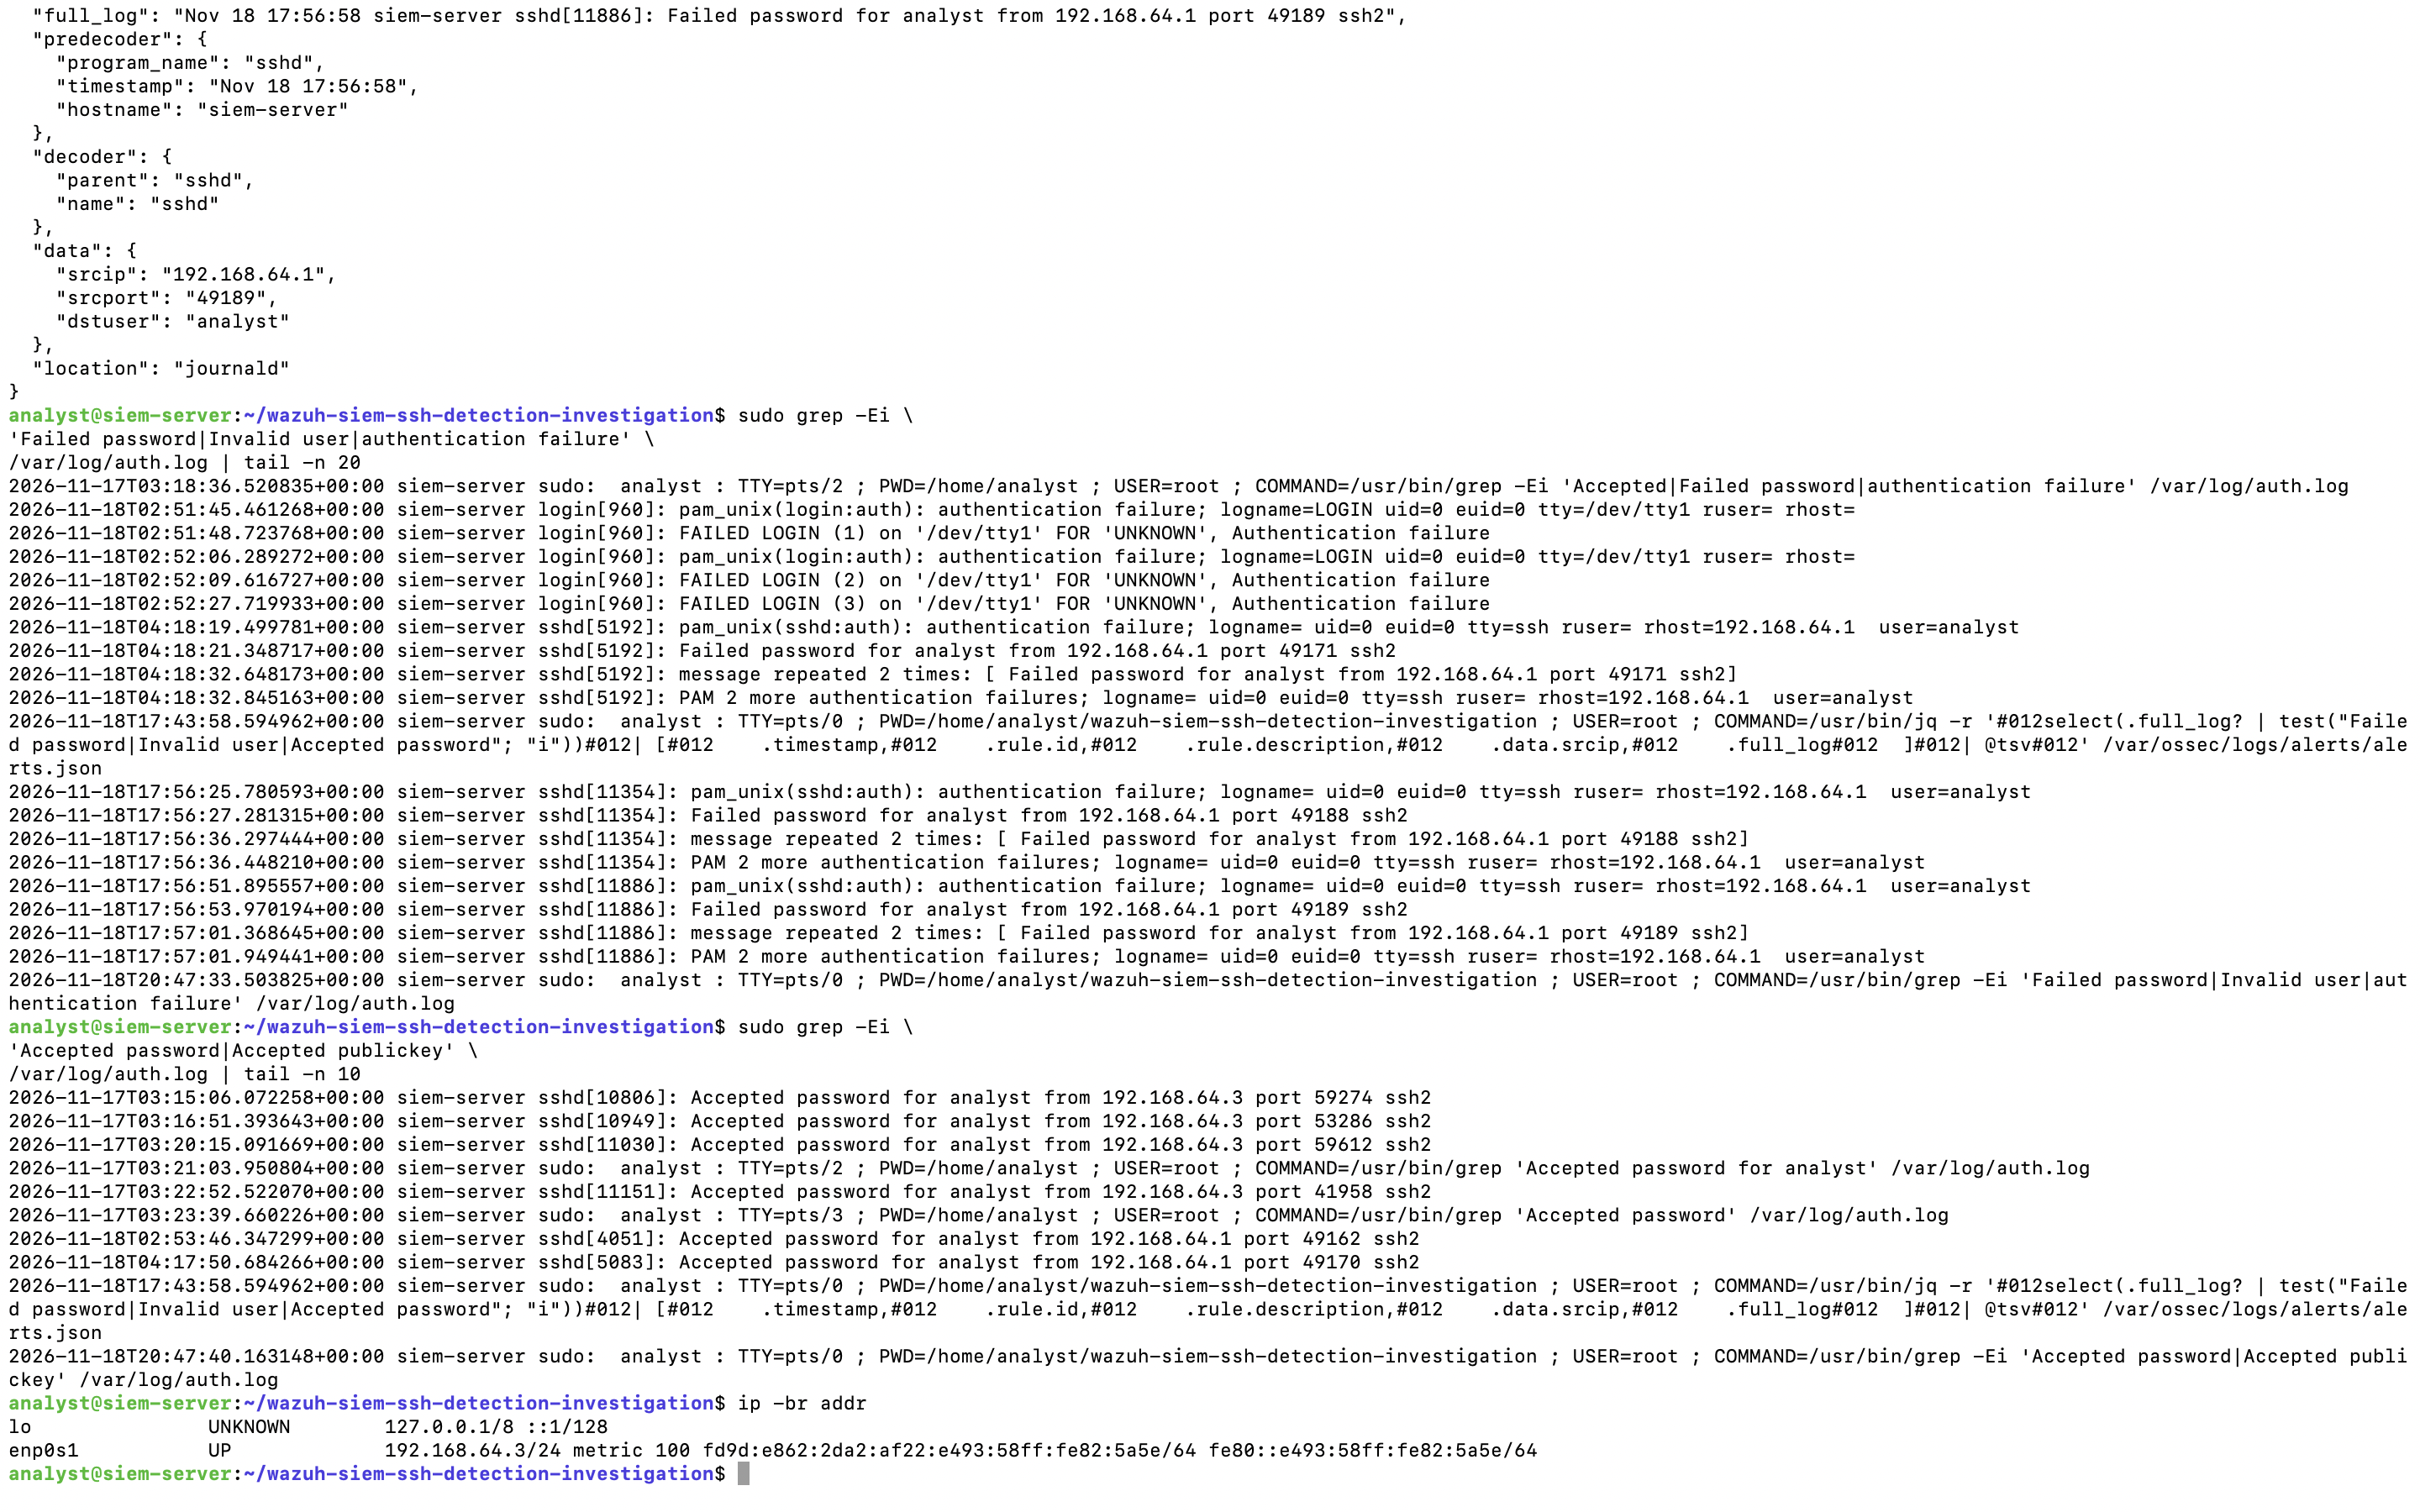 "full_log": "Nov 18 17:56:58 siem-server sshd[11886]: Failed password for analyst from 192.168.64.1 port 49189 ssh2",
  "predecoder": {
    "program_name": "sshd",
    "timestamp": "Nov 18 17:56:58",
    "hostname": "siem-server"
  },
  "decoder": {
    "parent": "sshd",
    "name": "sshd"
  },
  "data": {
    "srcip": "192.168.64.1",
    "srcport": "49189",
    "dstuser": "analyst"
  },
  "location": "journald"
}
analyst@siem-server:~/wazuh-siem-ssh-detection-investigation$ sudo grep -Ei \
'Failed password|Invalid user|authentication failure' \
/var/log/auth.log | tail -n 20
2026-11-17T03:18:36.520835+00:00 siem-server sudo:  analyst : TTY=pts/2 ; PWD=/home/analyst ; USER=root ; COMMAND=/usr/bin/grep -Ei 'Accepted|Failed password|authentication failure' /var/log/auth.log
2026-11-18T02:51:45.461268+00:00 siem-server login[960]: pam_unix(login:auth): authentication failure; logname=LOGIN uid=0 euid=0 tty=/dev/tty1 ruser= rhost=
2026-11-18T02:51:48.723768+00:00 siem-server login[960]: FAILED LOGIN (1) on '/dev/tty1' FOR 'UNKNOWN', Authentication failure
2026-11-18T02:52:06.289272+00:00 siem-server login[960]: pam_unix(login:auth): authentication failure; logname=LOGIN uid=0 euid=0 tty=/dev/tty1 ruser= rhost=
2026-11-18T02:52:09.616727+00:00 siem-server login[960]: FAILED LOGIN (2) on '/dev/tty1' FOR 'UNKNOWN', Authentication failure
2026-11-18T02:52:27.719933+00:00 siem-server login[960]: FAILED LOGIN (3) on '/dev/tty1' FOR 'UNKNOWN', Authentication failure
2026-11-18T04:18:19.499781+00:00 siem-server sshd[5192]: pam_unix(sshd:auth): authentication failure; logname= uid=0 euid=0 tty=ssh ruser= rhost=192.168.64.1  user=analyst
2026-11-18T04:18:21.348717+00:00 siem-server sshd[5192]: Failed password for analyst from 192.168.64.1 port 49171 ssh2
2026-11-18T04:18:32.648173+00:00 siem-server sshd[5192]: message repeated 2 times: [ Failed password for analyst from 192.168.64.1 port 49171 ssh2]
2026-11-18T04:18:32.845163+00:00 siem-server sshd[5192]: PAM 2 more authentication failures; logname= uid=0 euid=0 tty=ssh ruser= rhost=192.168.64.1  user=analyst
2026-11-18T17:43:58.594962+00:00 siem-server sudo:  analyst : TTY=pts/0 ; PWD=/home/analyst/wazuh-siem-ssh-detection-investigation ; USER=root ; COMMAND=/usr/bin/jq -r '#012select(.full_log? | test("Faile
d password|Invalid user|Accepted password"; "i"))#012| [#012    .timestamp,#012    .rule.id,#012    .rule.description,#012    .data.srcip,#012    .full_log#012  ]#012| @tsv#012' /var/ossec/logs/alerts/ale
rts.json
2026-11-18T17:56:25.780593+00:00 siem-server sshd[11354]: pam_unix(sshd:auth): authentication failure; logname= uid=0 euid=0 tty=ssh ruser= rhost=192.168.64.1  user=analyst
2026-11-18T17:56:27.281315+00:00 siem-server sshd[11354]: Failed password for analyst from 192.168.64.1 port 49188 ssh2
2026-11-18T17:56:36.297444+00:00 siem-server sshd[11354]: message repeated 2 times: [ Failed password for analyst from 192.168.64.1 port 49188 ssh2]
2026-11-18T17:56:36.448210+00:00 siem-server sshd[11354]: PAM 2 more authentication failures; logname= uid=0 euid=0 tty=ssh ruser= rhost=192.168.64.1  user=analyst
2026-11-18T17:56:51.895557+00:00 siem-server sshd[11886]: pam_unix(sshd:auth): authentication failure; logname= uid=0 euid=0 tty=ssh ruser= rhost=192.168.64.1  user=analyst
2026-11-18T17:56:53.970194+00:00 siem-server sshd[11886]: Failed password for analyst from 192.168.64.1 port 49189 ssh2
2026-11-18T17:57:01.368645+00:00 siem-server sshd[11886]: message repeated 2 times: [ Failed password for analyst from 192.168.64.1 port 49189 ssh2]
2026-11-18T17:57:01.949441+00:00 siem-server sshd[11886]: PAM 2 more authentication failures; logname= uid=0 euid=0 tty=ssh ruser= rhost=192.168.64.1  user=analyst
2026-11-18T20:47:33.503825+00:00 siem-server sudo:  analyst : TTY=pts/0 ; PWD=/home/analyst/wazuh-siem-ssh-detection-investigation ; USER=root ; COMMAND=/usr/bin/grep -Ei 'Failed password|Invalid user|aut
hentication failure' /var/log/auth.log
analyst@siem-server:~/wazuh-siem-ssh-detection-investigation$ sudo grep -Ei \
'Accepted password|Accepted publickey' \
/var/log/auth.log | tail -n 10
2026-11-17T03:15:06.072258+00:00 siem-server sshd[10806]: Accepted password for analyst from 192.168.64.3 port 59274 ssh2
2026-11-17T03:16:51.393643+00:00 siem-server sshd[10949]: Accepted password for analyst from 192.168.64.3 port 53286 ssh2
2026-11-17T03:20:15.091669+00:00 siem-server sshd[11030]: Accepted password for analyst from 192.168.64.3 port 59612 ssh2
2026-11-17T03:21:03.950804+00:00 siem-server sudo:  analyst : TTY=pts/2 ; PWD=/home/analyst ; USER=root ; COMMAND=/usr/bin/grep 'Accepted password for analyst' /var/log/auth.log
2026-11-17T03:22:52.522070+00:00 siem-server sshd[11151]: Accepted password for analyst from 192.168.64.3 port 41958 ssh2
2026-11-17T03:23:39.660226+00:00 siem-server sudo:  analyst : TTY=pts/3 ; PWD=/home/analyst ; USER=root ; COMMAND=/usr/bin/grep 'Accepted password' /var/log/auth.log
2026-11-18T02:53:46.347299+00:00 siem-server sshd[4051]: Accepted password for analyst from 192.168.64.1 port 49162 ssh2
2026-11-18T04:17:50.684266+00:00 siem-server sshd[5083]: Accepted password for analyst from 192.168.64.1 port 49170 ssh2
2026-11-18T17:43:58.594962+00:00 siem-server sudo:  analyst : TTY=pts/0 ; PWD=/home/analyst/wazuh-siem-ssh-detection-investigation ; USER=root ; COMMAND=/usr/bin/jq -r '#012select(.full_log? | test("Faile
d password|Invalid user|Accepted password"; "i"))#012| [#012    .timestamp,#012    .rule.id,#012    .rule.description,#012    .data.srcip,#012    .full_log#012  ]#012| @tsv#012' /var/ossec/logs/alerts/ale
rts.json
2026-11-18T20:47:40.163148+00:00 siem-server sudo:  analyst : TTY=pts/0 ; PWD=/home/analyst/wazuh-siem-ssh-detection-investigation ; USER=root ; COMMAND=/usr/bin/grep -Ei 'Accepted password|Accepted publi
ckey' /var/log/auth.log
analyst@siem-server:~/wazuh-siem-ssh-detection-investigation$ ip -br addr
lo               UNKNOWN        127.0.0.1/8 ::1/128
enp0s1           UP             192.168.64.3/24 metric 100 fd9d:e862:2da2:af22:e493:58ff:fe82:5a5e/64 fe80::e493:58ff:fe82:5a5e/64
analyst@siem-server:~/wazuh-siem-ssh-detection-investigation$